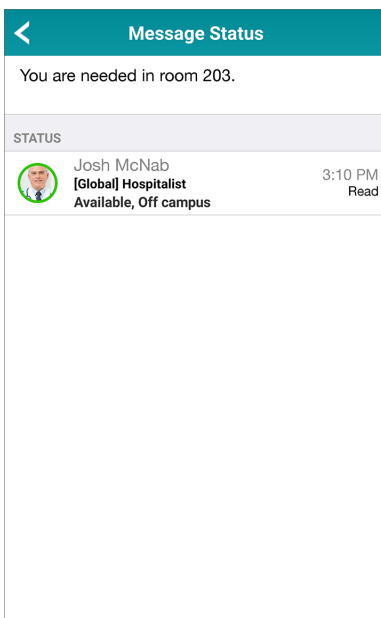 Message Status
You are needed in room 203.
STATUS
Josh McNab
[Global] Hospitalist
Available, Off campus
3:10 PM
Read